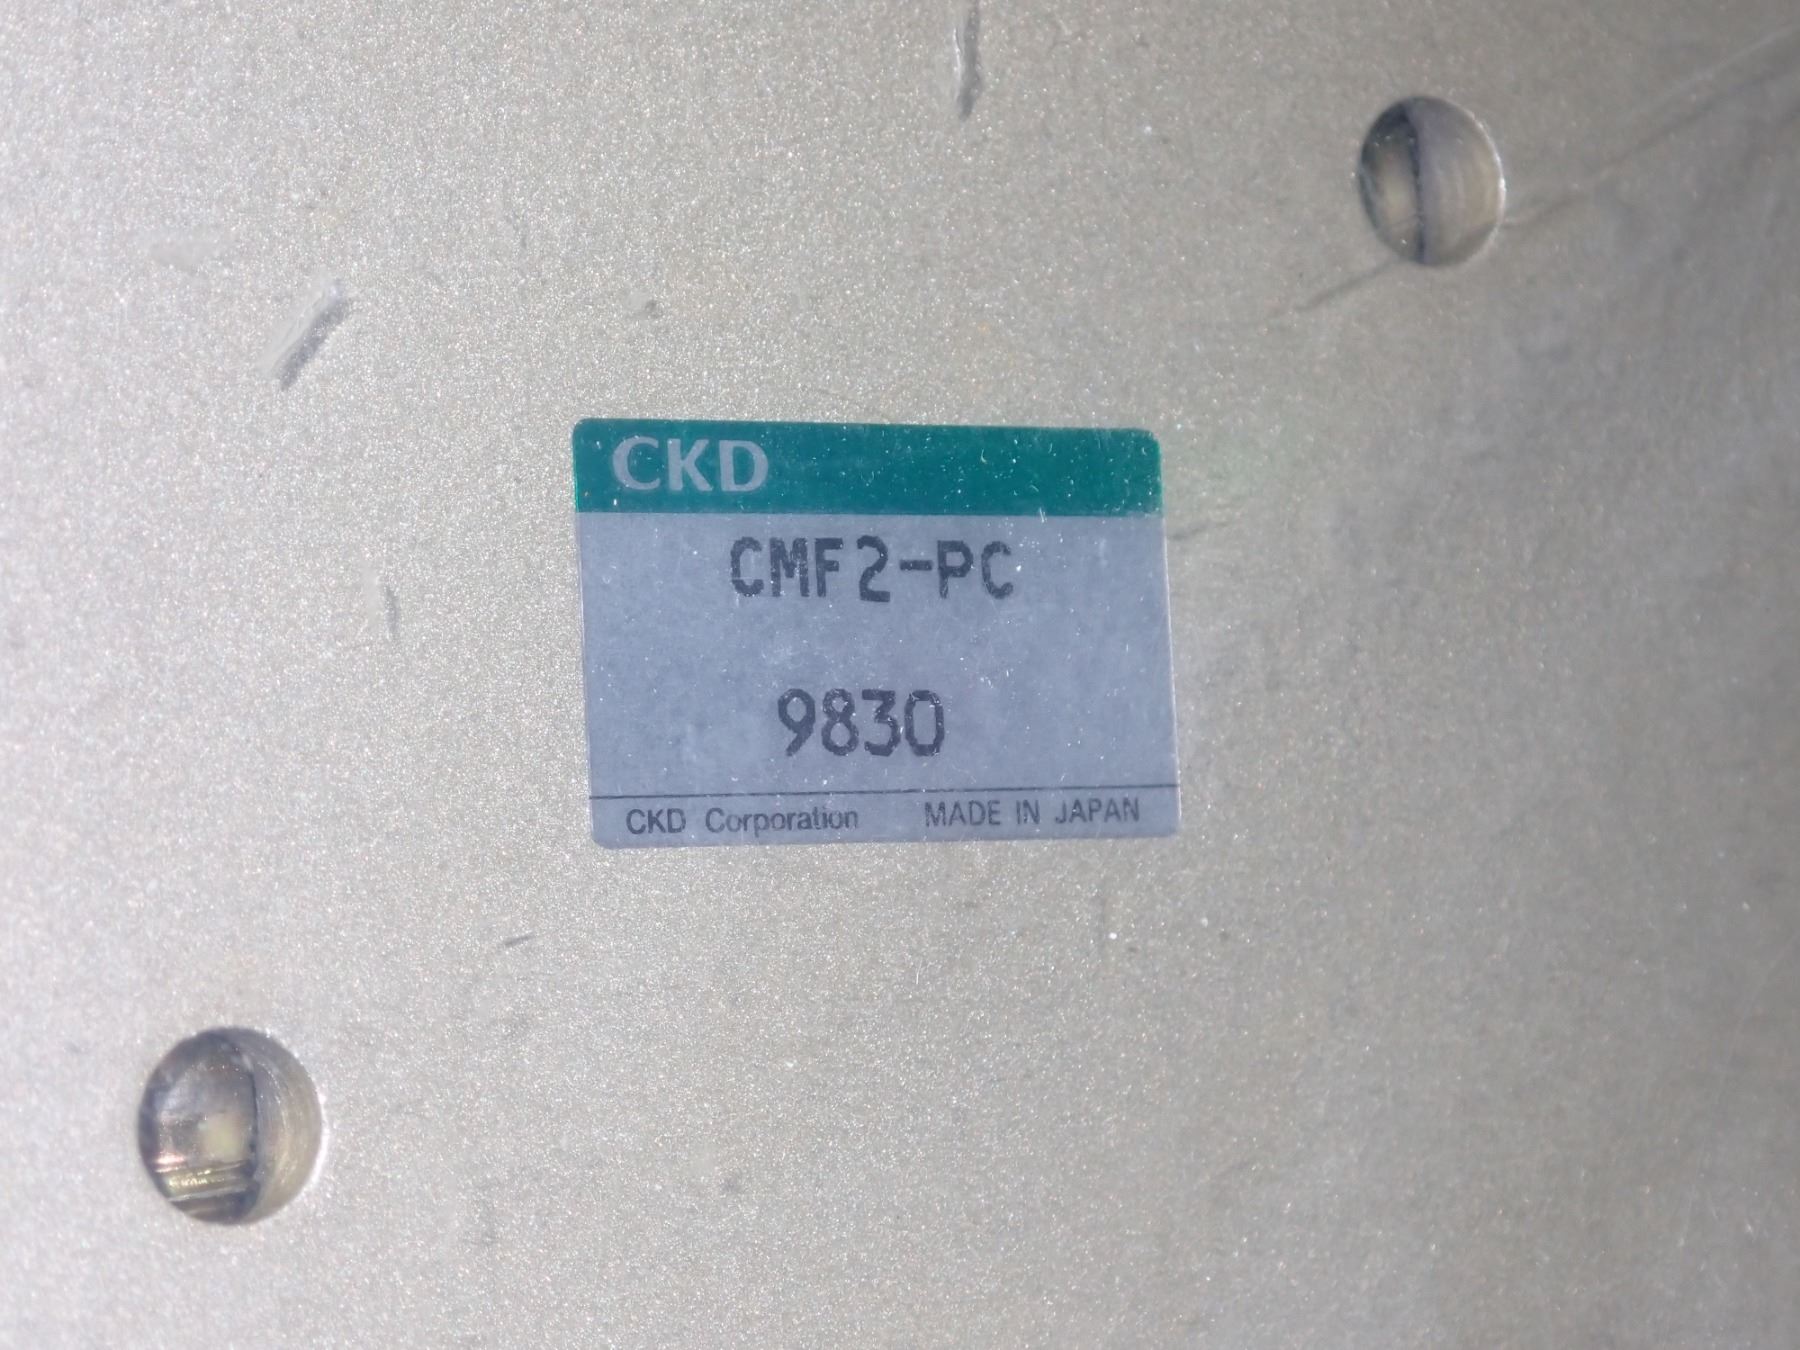 CKD
CMF2-PC
9830
CKD Corporation MADE IN JAPAN